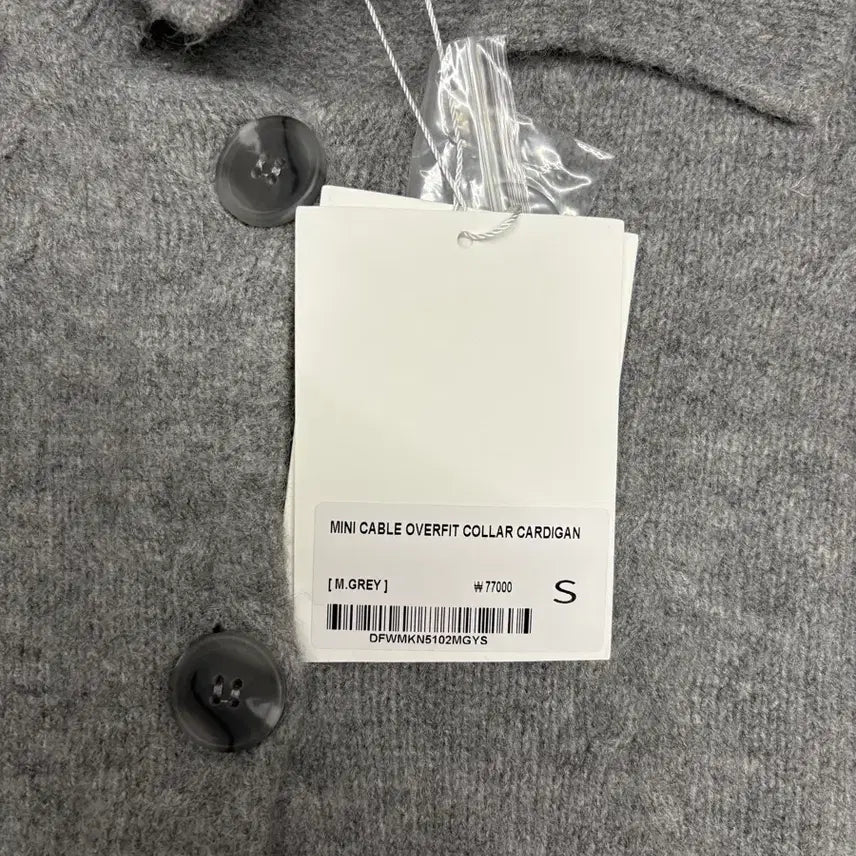 MINI CABLE OVERFIT COLLAR CARDIGAN
[ M.GREY ] ₩ 77000 S
DFWMKN5102MGYS